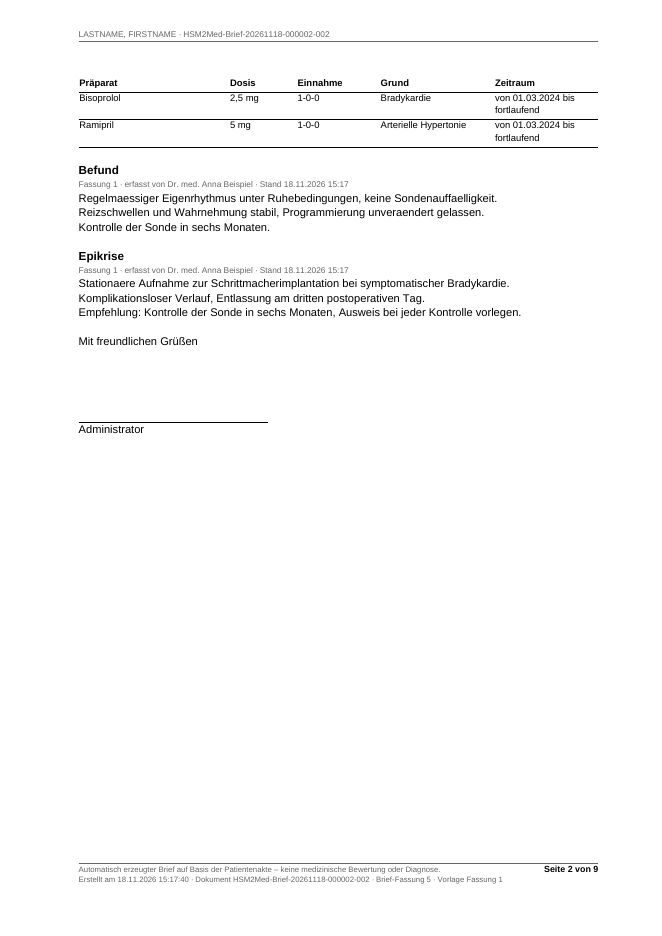 LASTNAME, FIRSTNAME · HSM2Med-Brief-20261118-000002-002
Präparat Dosis Einnahme Grund Zeitraum
Bisoprolol 2,5 mg 1-0-0 Bradykardie von 01.03.2024 bis
fortlaufend
Ramipril 5 mg 1-0-0 Arterielle Hypertonie von 01.03.2024 bis
fortlaufend
Befund
Fassung 1 · erfasst von Dr. med. Anna Beispiel · Stand 18.11.2026 15:17
Regelmaessiger Eigenrhythmus unter Ruhebedingungen, keine Sondenauffaelligkeit.
Reizschwellen und Wahrnehmung stabil, Programmierung unveraendert gelassen.
Kontrolle der Sonde in sechs Monaten.
Epikrise
Fassung 1 · erfasst von Dr. med. Anna Beispiel · Stand 18.11.2026 15:17
Stationaere Aufnahme zur Schrittmacherimplantation bei symptomatischer Bradykardie.
Komplikationsloser Verlauf, Entlassung am dritten postoperativen Tag.
Empfehlung: Kontrolle der Sonde in sechs Monaten, Ausweis bei jeder Kontrolle vorlegen.
Mit freundlichen Grüßen
Administrator
Automatisch erzeugter Brief auf Basis der Patientenakte – keine medizinische Bewertung oder Diagnose. Seite 2 von 9
Erstellt am 18.11.2026 15:17:40 · Dokument HSM2Med-Brief-20261118-000002-002 · Brief-Fassung 5 · Vorlage Fassung 1